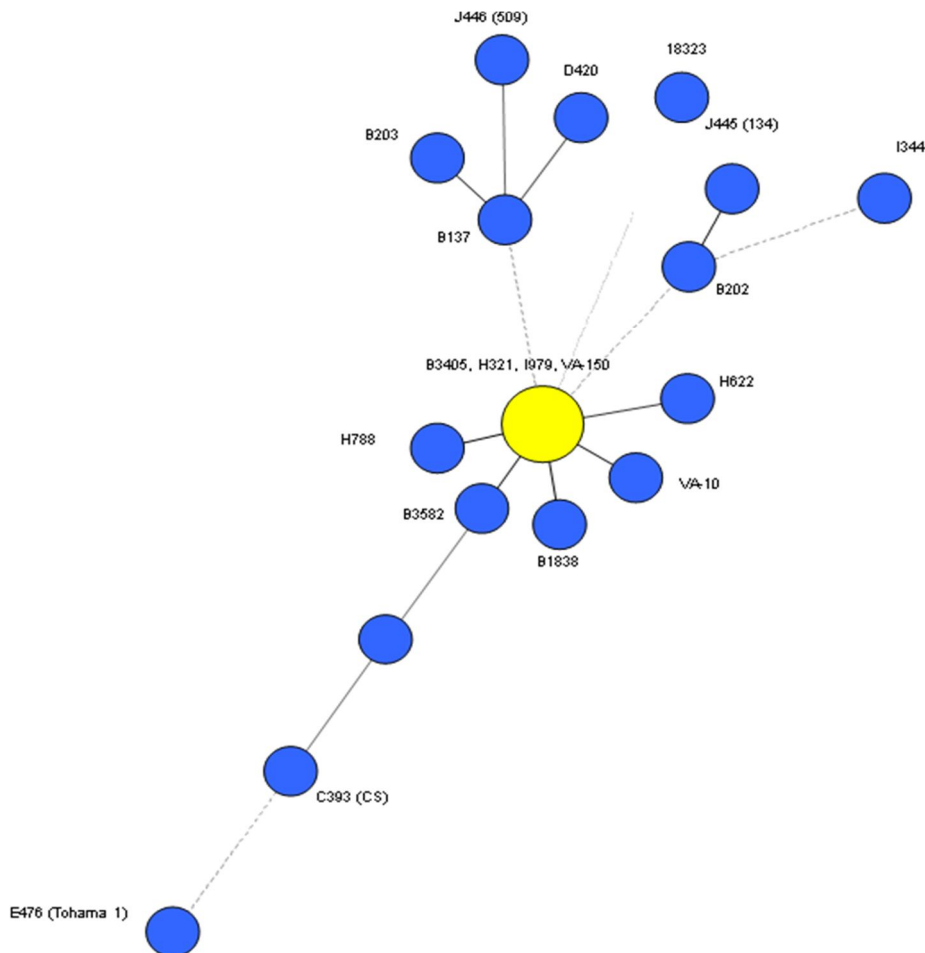 J446 (509)
18323
D420
J445 (134)
B203
I344
B137
B202
B3405, H321, I979, VA-150
H622
H788
VA-10
B3582
B1838
C393 (CS)
E476 (Tohama 1)